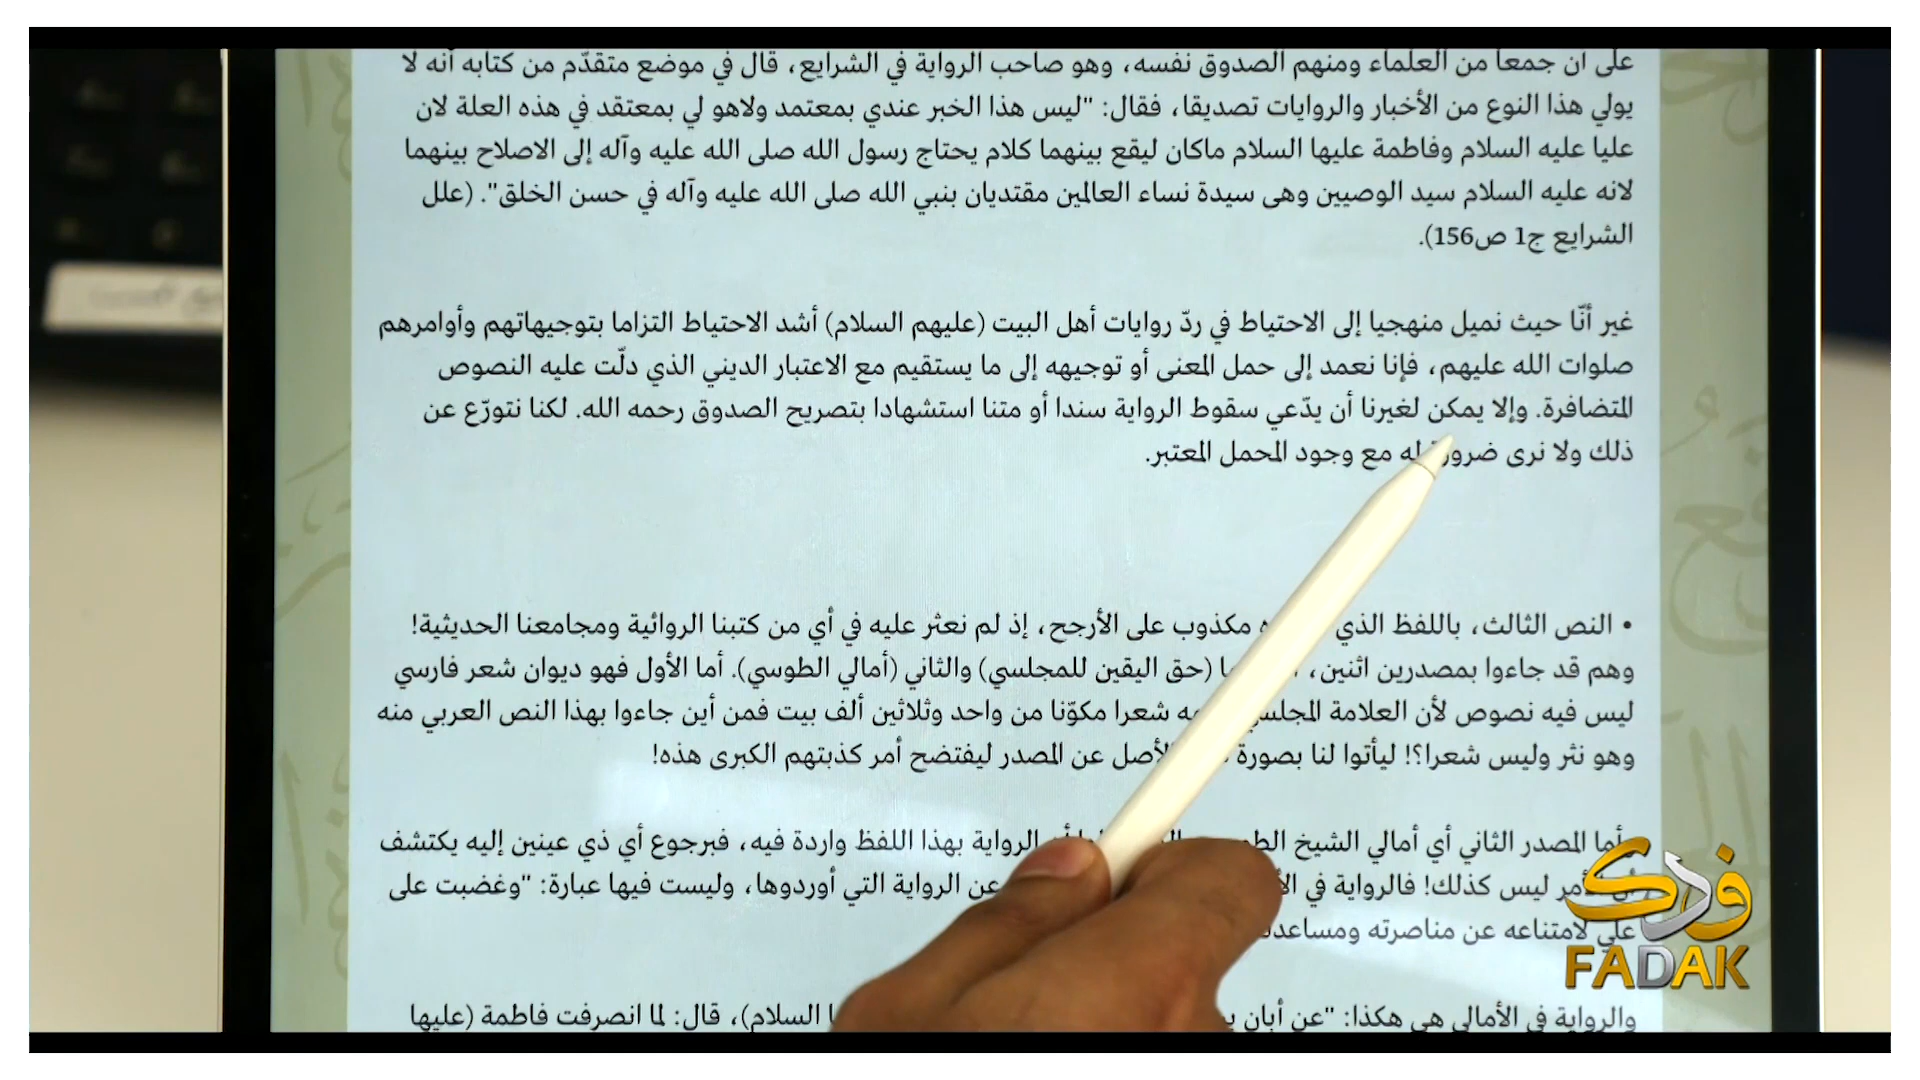 على أن جمعا من العلماء ومنهم الصدوق نفسه، وهو صاحب الرواية في الشرايع، قال في موضع متقدّم من كتابه أنه لا
يولي هذا النوع من الأخبار والروايات تصديقا، فقال: "ليس هذا الخبر عندي بمعتمد ولاهو لي بمعتقد في هذه العلة لان
عليا عليه السلام وفاطمة عليها السلام ماكان ليقع بينهما كلام يحتاج رسول الله صلى الله عليه وآله إلى الاصلاح بينهما
لانه عليه السلام سيد الوصيين وهى سيدة نساء العالمين مقتديان بنبي الله صلى الله عليه وآله في حسن الخلق". (علل
الشرايع ج1 ص156).
غير أنّا حيث نميل منهجيا إلى الاحتياط في ردّ روايات أهل البيت (عليهم السلام) أشد الاحتياط التزاما بتوجيهاتهم وأوامرهم
صلوات الله عليهم، فإنا نعمد إلى حمل المعنى أو توجيهه إلى ما يستقيم مع الاعتبار الديني الذي دلّت عليه النصوص
المتضافرة. وإلا يمكن لغيرنا أن يدّعي سقوط الرواية سندا أو متنا استشهادا بتصريح الصدوق رحمه الله. لكنا نتورّع عن
ذلك ولا نرى ضرورة له مع وجود المحمل المعتبر.
• النص الثالث، باللفظ الذي مكذوب على الأرجح، إذ لم نعثر عليه في أي من كتبنا الروائية ومجامعنا الحديثية!
وهم قد جاءوا بمصدرين اثنين، (حق اليقين للمجلسي) والثاني (أمالي الطوسي). أما الأول فهو ديوان شعر فارسي
ليس فيه نصوص لأن العلامة المجلسي شعرا مكوّنا من واحد وثلاثين ألف بيت فمن أين جاءوا بهذا النص العربي منه
وهو نثر وليس شعرا؟! ليأتوا لنا بصورة الأصل عن المصدر ليفتضح أمر كذبتهم الكبرى هذه!
وأما المصدر الثاني أي أمالي الشيخ الرواية بهذا اللفظ واردة فيه، فبرجوع أي ذي عينين إليه يكتشف
أن الأمر ليس كذلك! فالرواية في عن الرواية التي أوردوها، وليست فيها عبارة: "وغضبت على
علي لامتناعه عن مناصرته
والرواية في الأمالي هي هكذا: "عن أبان السلام)، قال: لما انصرفت فاطمة (عليها
فدك
FADAK